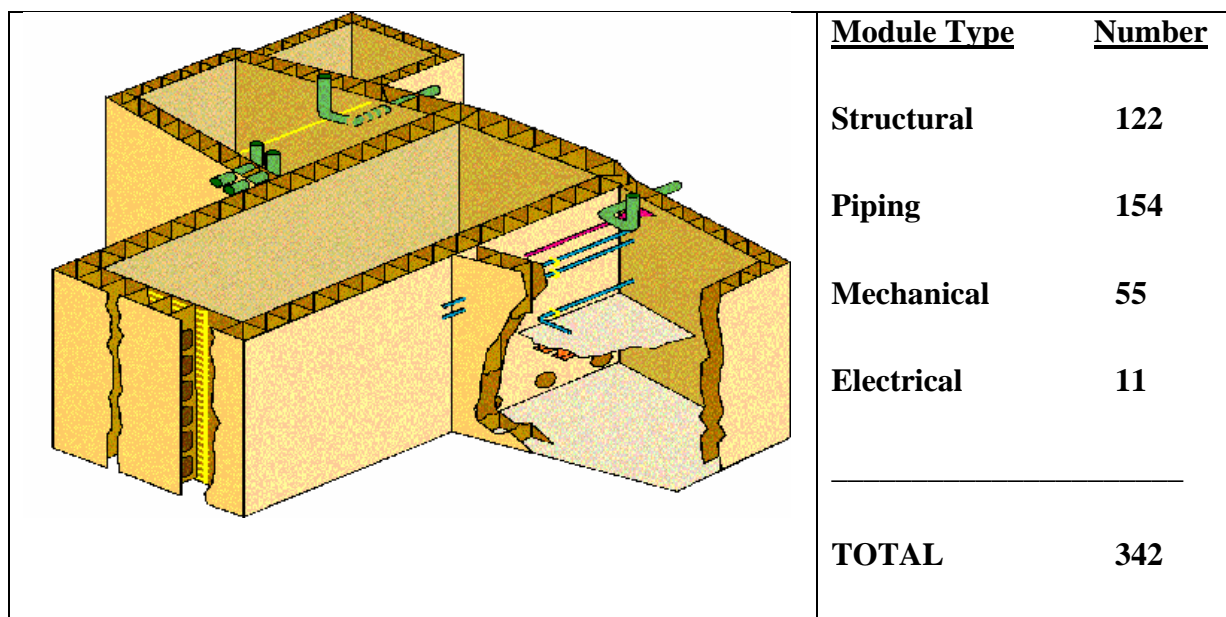 Module Type Number
Structural 122
Piping 154
Mechanical 55
Electrical 11
TOTAL 342